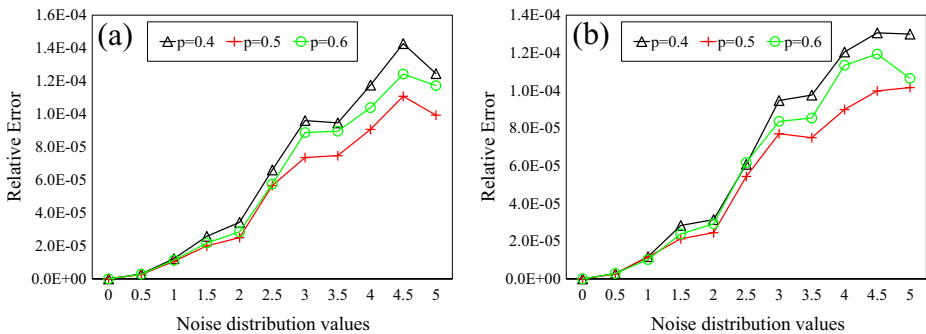 (a)
p=0.4 p=0.5 p=0.6
Relative Error
1.6E-04
1.4E-04
1.2E-04
1.0E-04
8.0E-05
6.0E-05
4.0E-05
2.0E-05
0.0E+00
0 0.5 1 1.5 2 2.5 3 3.5 4 4.5 5
Noise distribution values
(b)
p=0.4 p=0.5 p=0.6
Relative Error
1.4E-04
1.2E-04
1.0E-04
8.0E-05
6.0E-05
4.0E-05
2.0E-05
0.0E+00
0 0.5 1 1.5 2 2.5 3 3.5 4 4.5 5
Noise distribution values